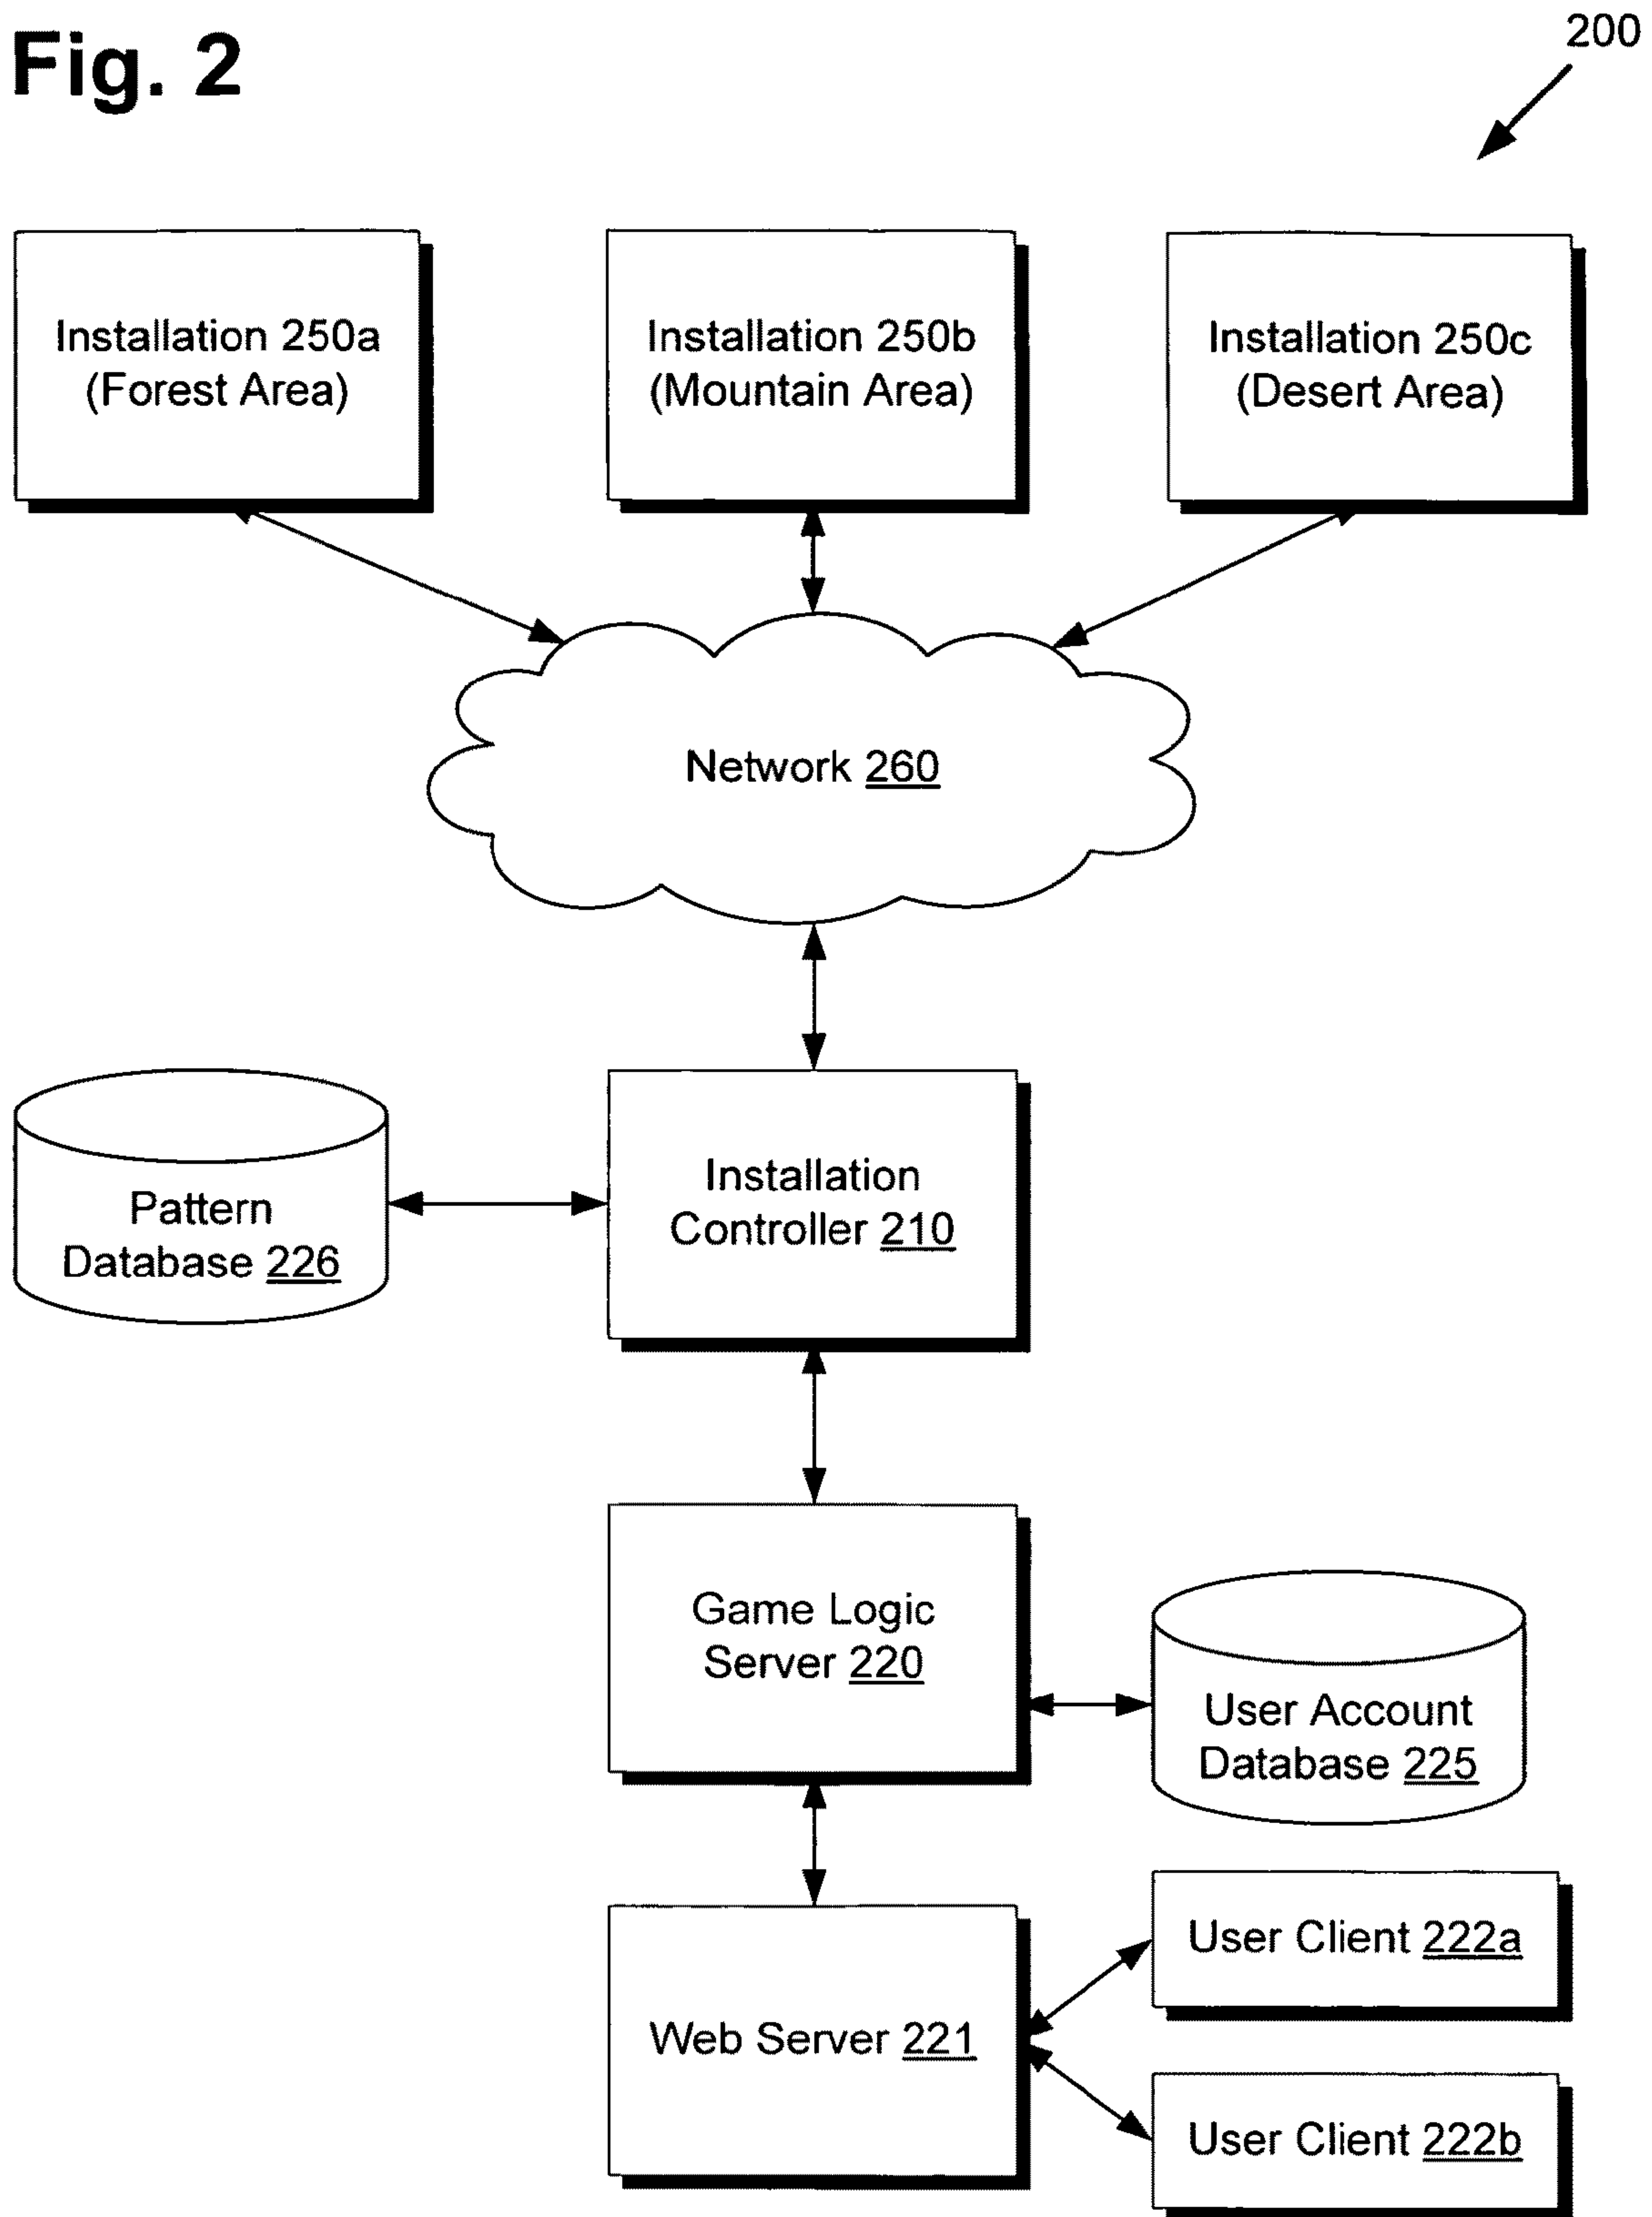 Fig. 2
200
Installation 250a
(Forest Area)
Installation 250b
(Mountain Area)
Installation 250c
(Desert Area)
Network 260
Pattern
Database 226
Installation
Controller 210
Game Logic
Server 220
User Account
Database 225
Web Server 221
User Client 222a
User Client 222b